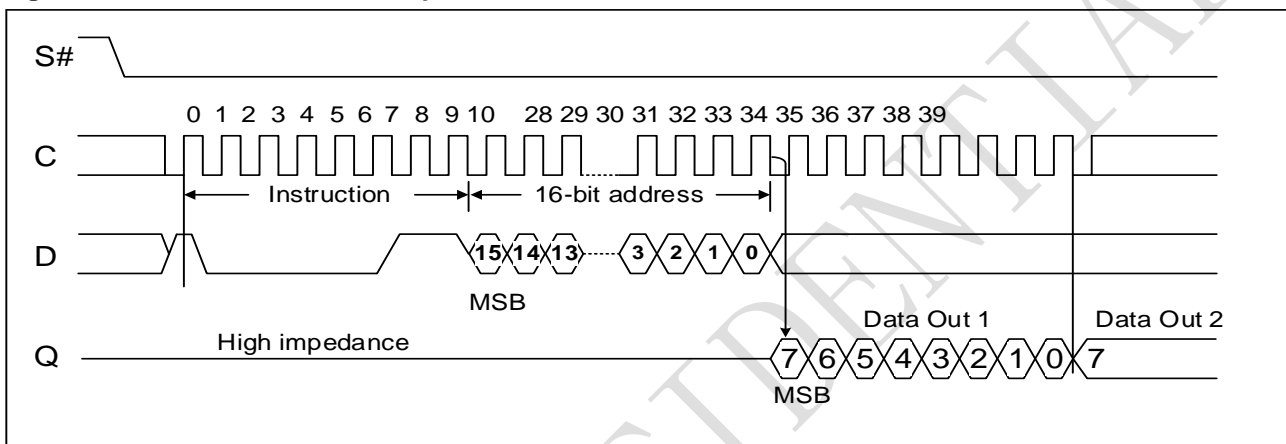 S#
0 1 2 3 4 5 6 7 8 9 10 28 29 30 31 32 33 34 35 36 37 38 39
C
Instruction 16-bit address
D 15 14 13 3 2 1 0
MSB
Data Out 1 Data Out 2
High impedance
Q 7 6 5 4 3 2 1 0 7
MSB